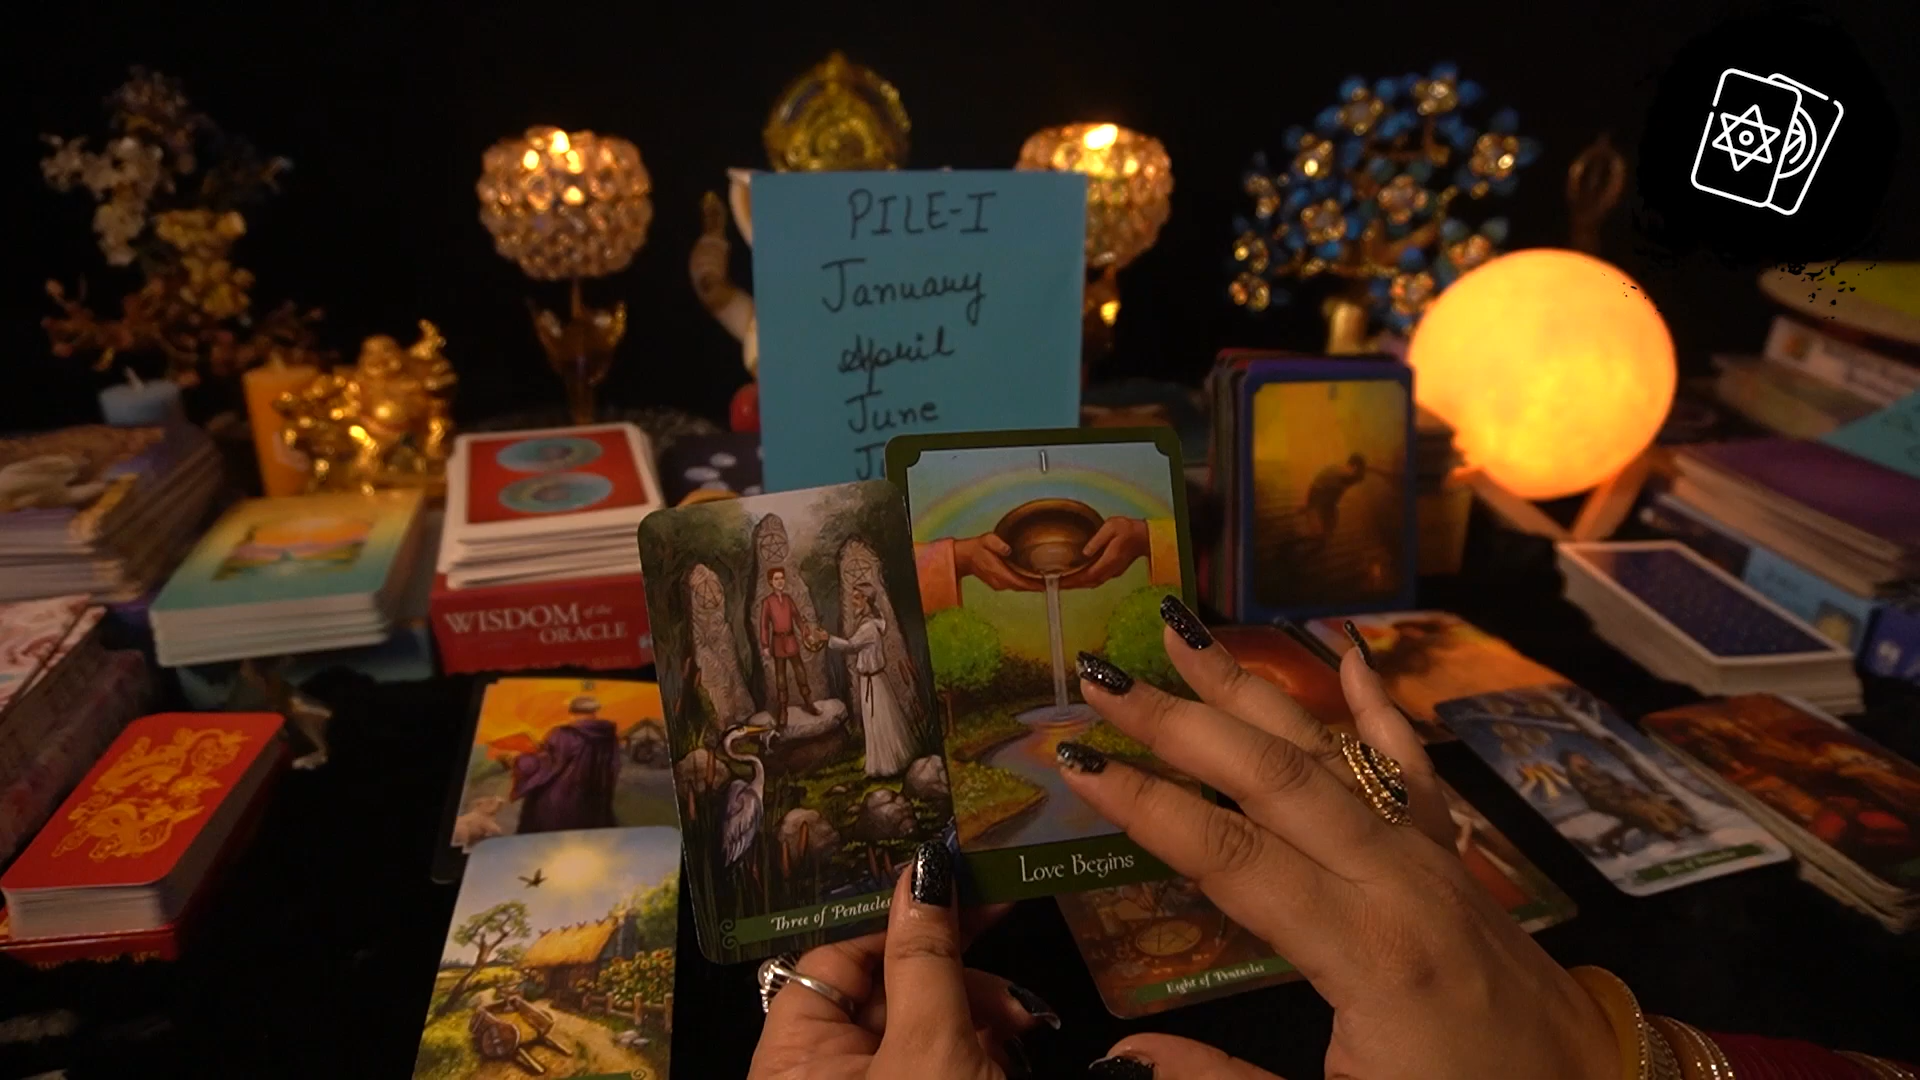 PILE-I
January
April
June
I
WISDOM of the
ORACLE
Three of Pentacles
Love Begins
Eight of Pentacles